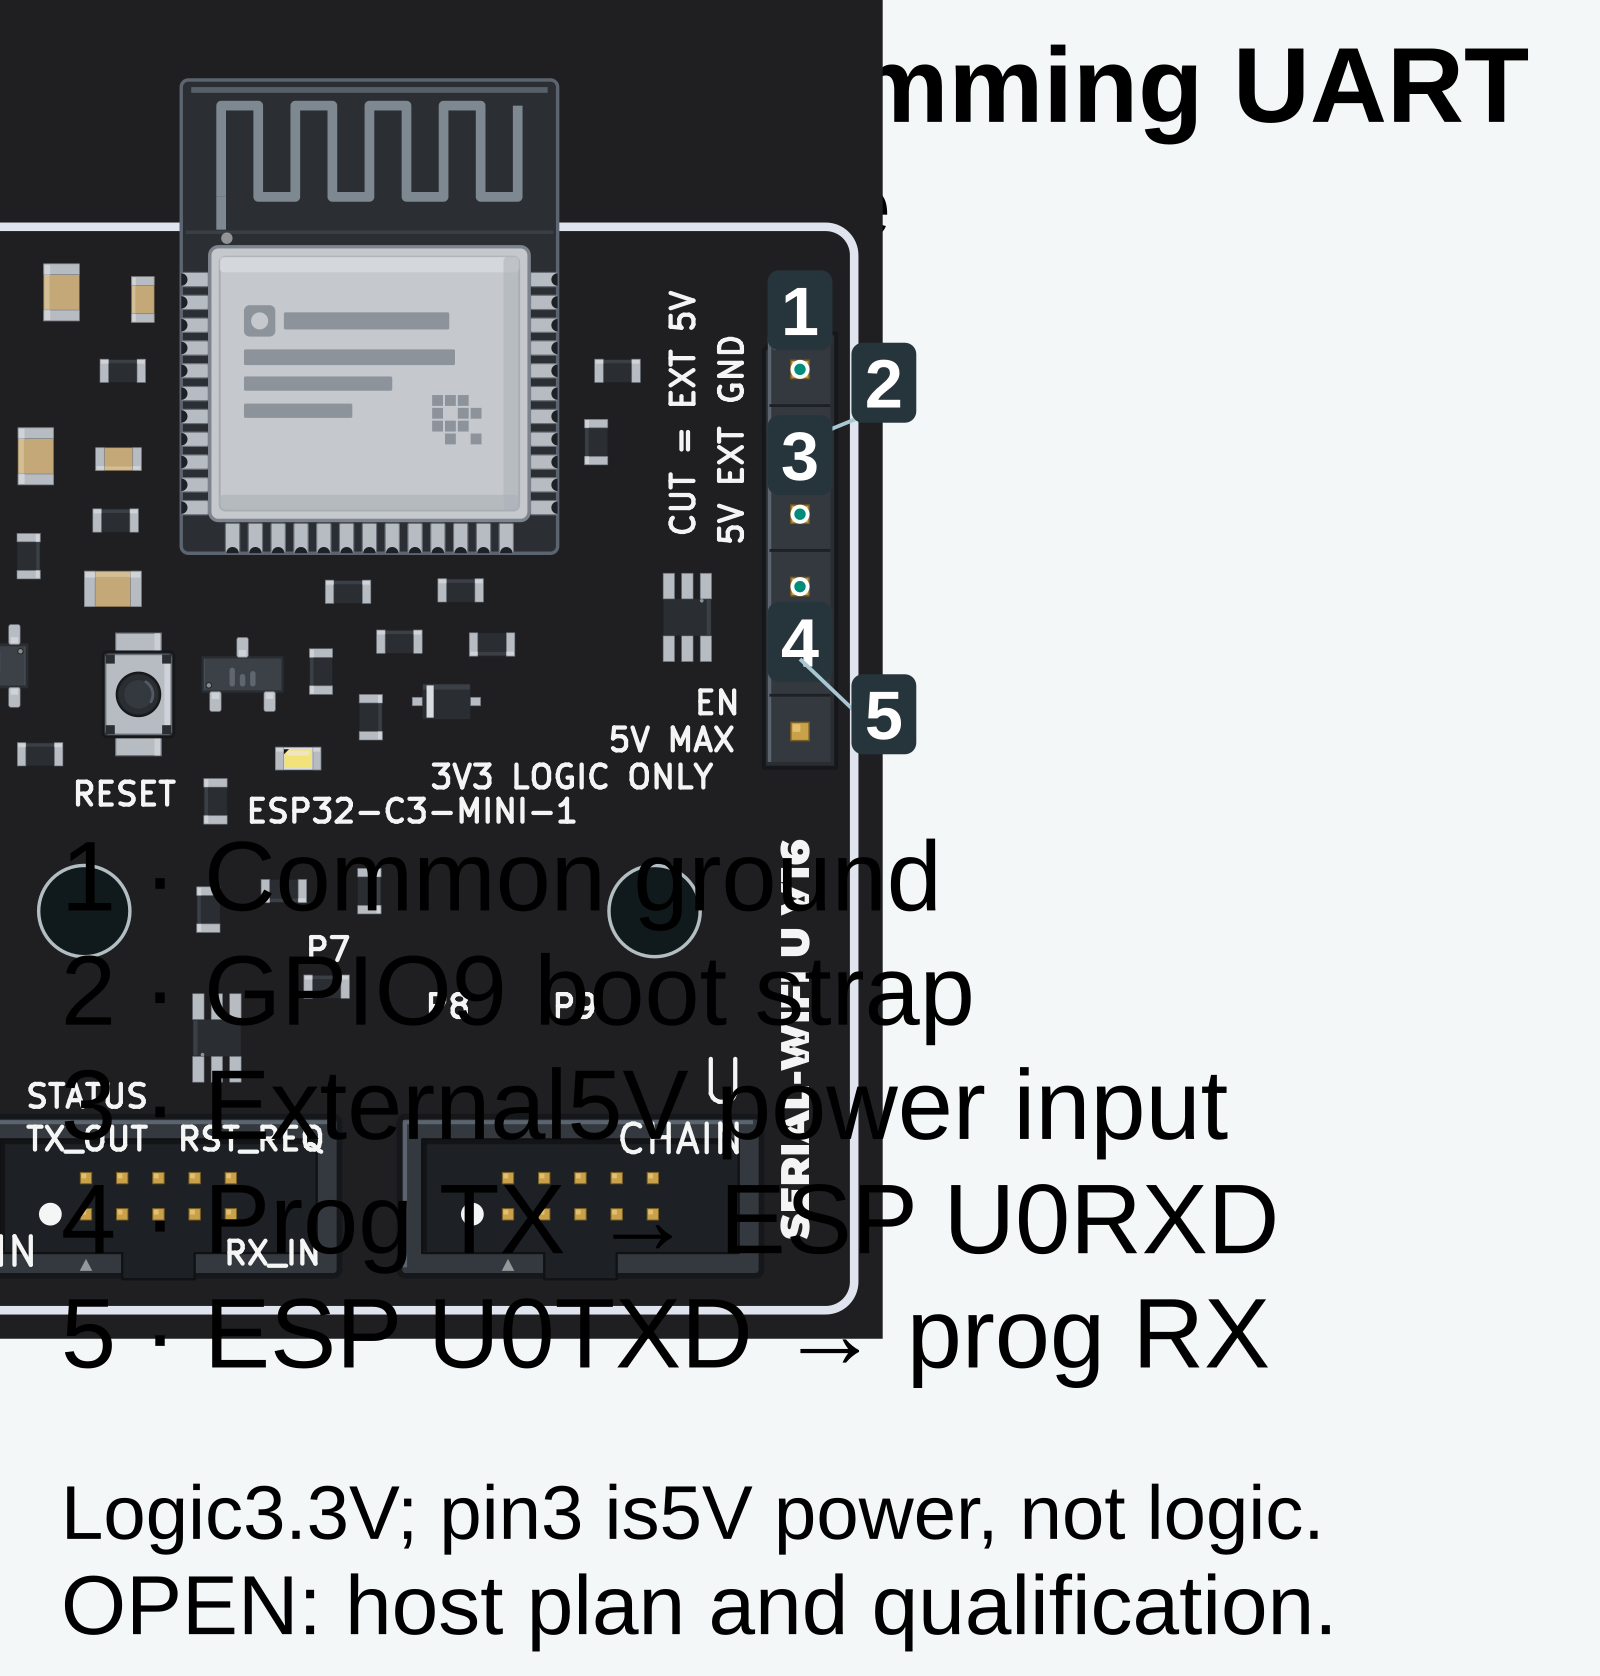 mming UART
1
2
3
4
5
CUT = EXT 5V
5V EXT GND
EN
5V MAX
3V3 LOGIC ONLY
RESET
ESP32-C3-MINI-1
1 · Common ground
P7
2 · GPIO9 boot strap
P8 P9
U
STATUS
3 · External5V power input
TX_OUT RST_REQ
CHAIN
4 · Prog TX → ESP U0RXD
IN
RX_IN
5 · ESP U0TXD → prog RX
Logic3.3V; pin3 is5V power, not logic.
OPEN: host plan and qualification.